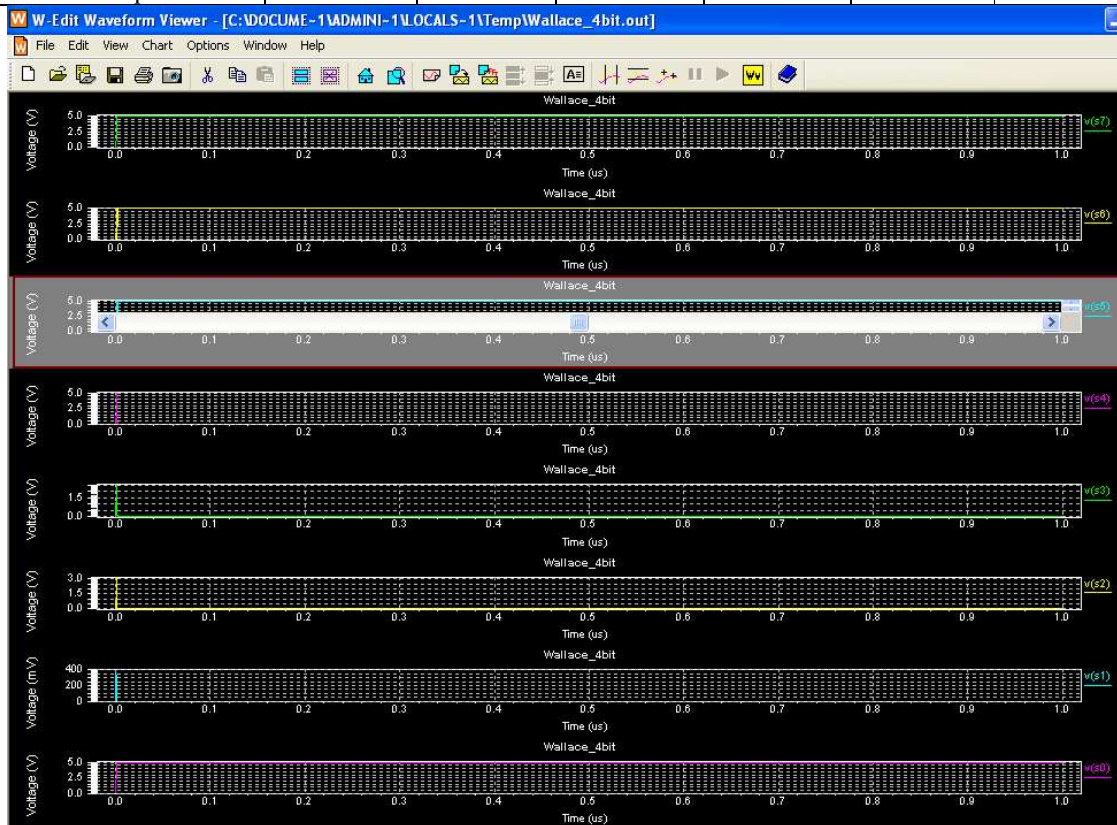 W-Edit Waveform Viewer - [C:\DOCUME~1\ADMINI~1\LOCALS~1\Temp\Wallace_4bit.out]
File Edit View Chart Options Window Help
Wallace_4bit
Voltage (V)
5.0
2.5
0.0
v(s7)
0.0 0.1 0.2 0.3 0.4 0.5 0.6 0.7 0.8 0.9 1.0
Time (us)
Wallace_4bit
Voltage (V)
5.0
2.5
0.0
v(s6)
0.0 0.1 0.2 0.3 0.4 0.5 0.6 0.7 0.8 0.9 1.0
Time (us)
Wallace_4bit
Voltage (V)
5.0
2.5
0.0
v(s5)
0.0 0.1 0.2 0.3 0.4 0.5 0.6 0.7 0.8 0.9 1.0
Time (us)
Wallace_4bit
Voltage (V)
5.0
2.5
0.0
v(s4)
0.0 0.1 0.2 0.3 0.4 0.5 0.6 0.7 0.8 0.9 1.0
Time (us)
Wallace_4bit
Voltage (V)
1.5
0.0
v(s3)
0.0 0.1 0.2 0.3 0.4 0.5 0.6 0.7 0.8 0.9 1.0
Time (us)
Wallace_4bit
Voltage (V)
3.0
1.5
0.0
v(s2)
0.0 0.1 0.2 0.3 0.4 0.5 0.6 0.7 0.8 0.9 1.0
Time (us)
Wallace_4bit
Voltage (mV)
400
200
0
v(s1)
0.0 0.1 0.2 0.3 0.4 0.5 0.6 0.7 0.8 0.9 1.0
Time (us)
Wallace_4bit
Voltage (V)
5.0
2.5
0.0
v(s0)
0.0 0.1 0.2 0.3 0.4 0.5 0.6 0.7 0.8 0.9 1.0
Time (us)